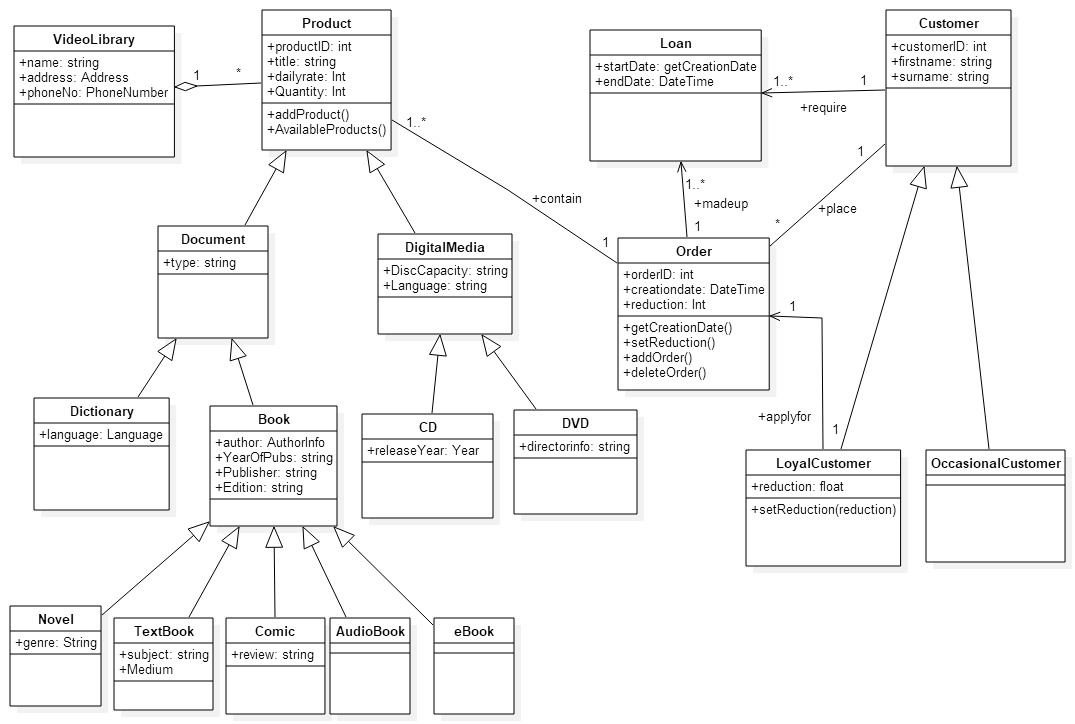 VideoLibrary
+name: string
+address: Address
+phoneNo: PhoneNumber
1
*
Product
+productID: int
+title: string
+dailyrate: Int
+Quantity: Int
+addProduct()
+AvailableProducts()
1..*
+contain
1
Loan
+startDate: getCreationDate
+endDate: DateTime
1..*
1
+require
Customer
+customerID: int
+firstname: string
+surname: string
1
+place
*
1..*
+madeup
1
Document
+type: string
DigitalMedia
+DiscCapacity: string
+Language: string
Order
+orderID: int
+creationdate: DateTime
+reduction: Int
+getCreationDate()
+setReduction()
+addOrder()
+deleteOrder()
1
+applyfor
1
Dictionary
+language: Language
Book
+author: AuthorInfo
+YearOfPubs: string
+Publisher: string
+Edition: string
CD
+releaseYear: Year
DVD
+directorinfo: string
LoyalCustomer
+reduction: float
+setReduction(reduction)
OccasionalCustomer
Novel
+genre: String
TextBook
+subject: string
+Medium
Comic
+review: string
AudioBook
eBook